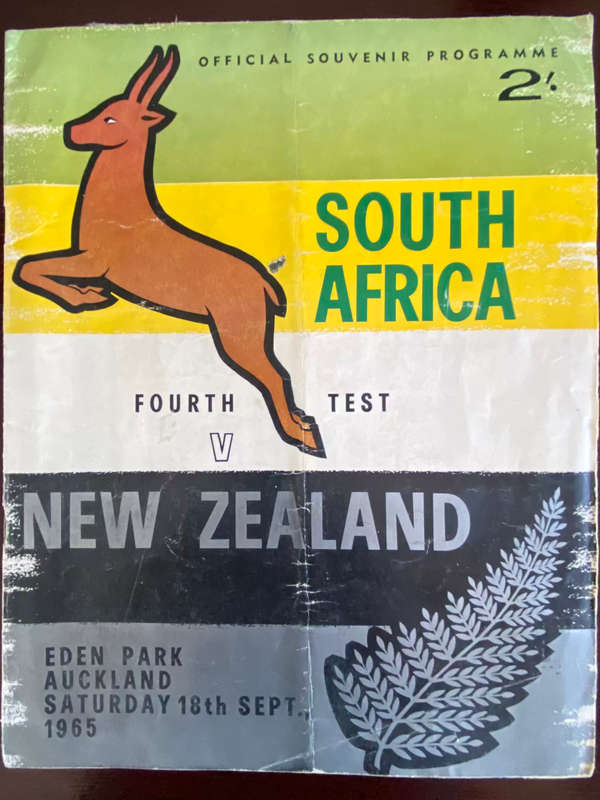 OFFICIAL SOUVENIR PROGRAMME
2/.
SOUTH
AFRICA
FOURTH TEST
V
NEW ZEALAND
EDEN PARK
AUCKLAND
SATURDAY 18th SEPT.,
1965